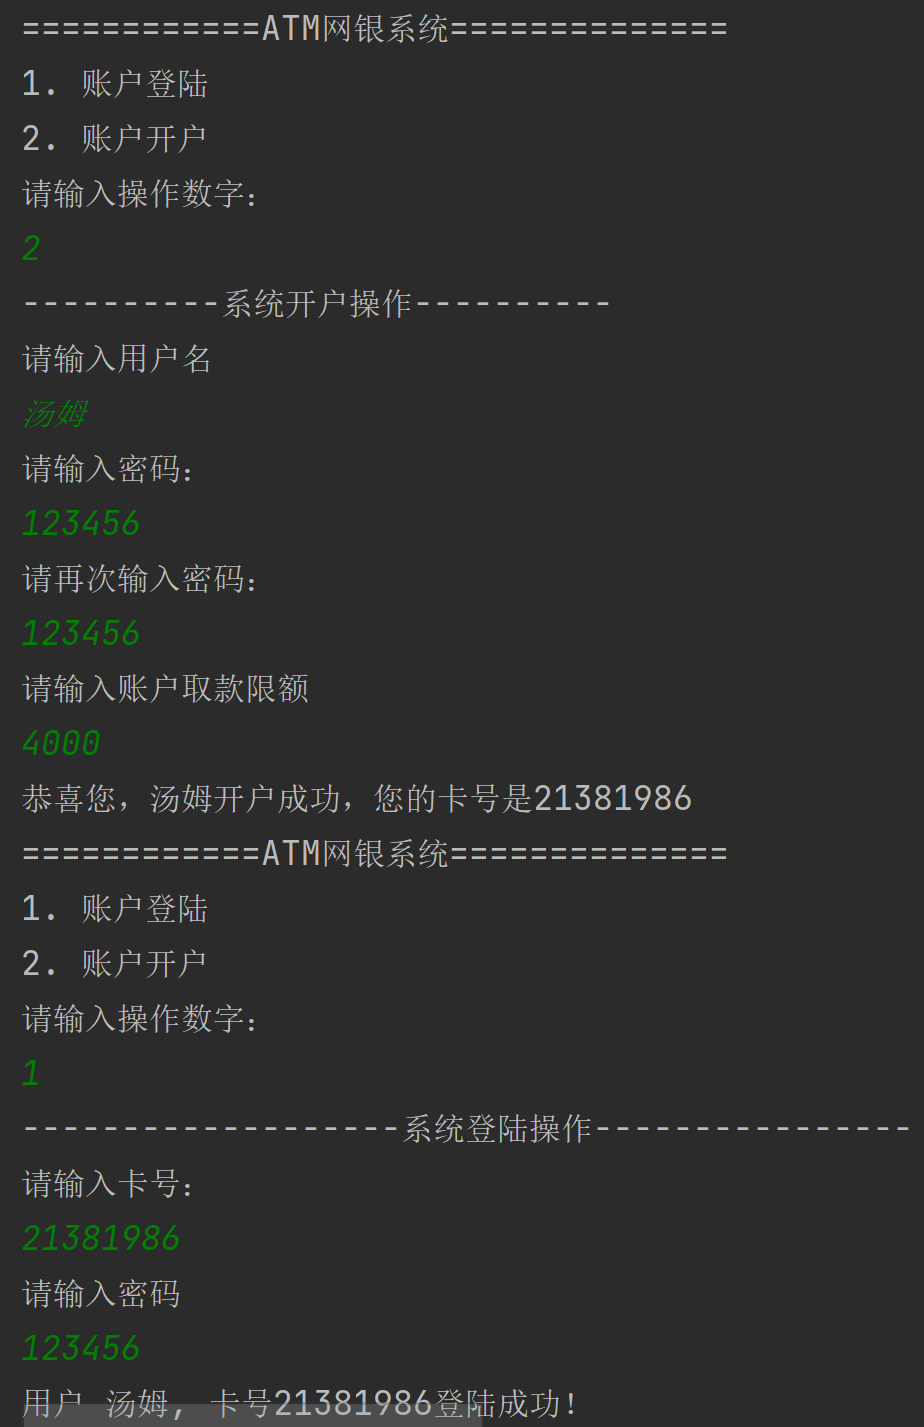 ============ATM网银系统==============
1. 账户登陆
2. 账户开户
请输入操作数字：
2
----------系统开户操作----------
请输入用户名
汤姆
请输入密码：
123456
请再次输入密码：
123456
请输入账户取款限额
4000
恭喜您，汤姆开户成功，您的卡号是21381986
============ATM网银系统==============
1. 账户登陆
2. 账户开户
请输入操作数字：
1
-------------------系统登陆操作----------------
请输入卡号：
21381986
请输入密码
123456
用户 汤姆, 卡号21381986登陆成功！